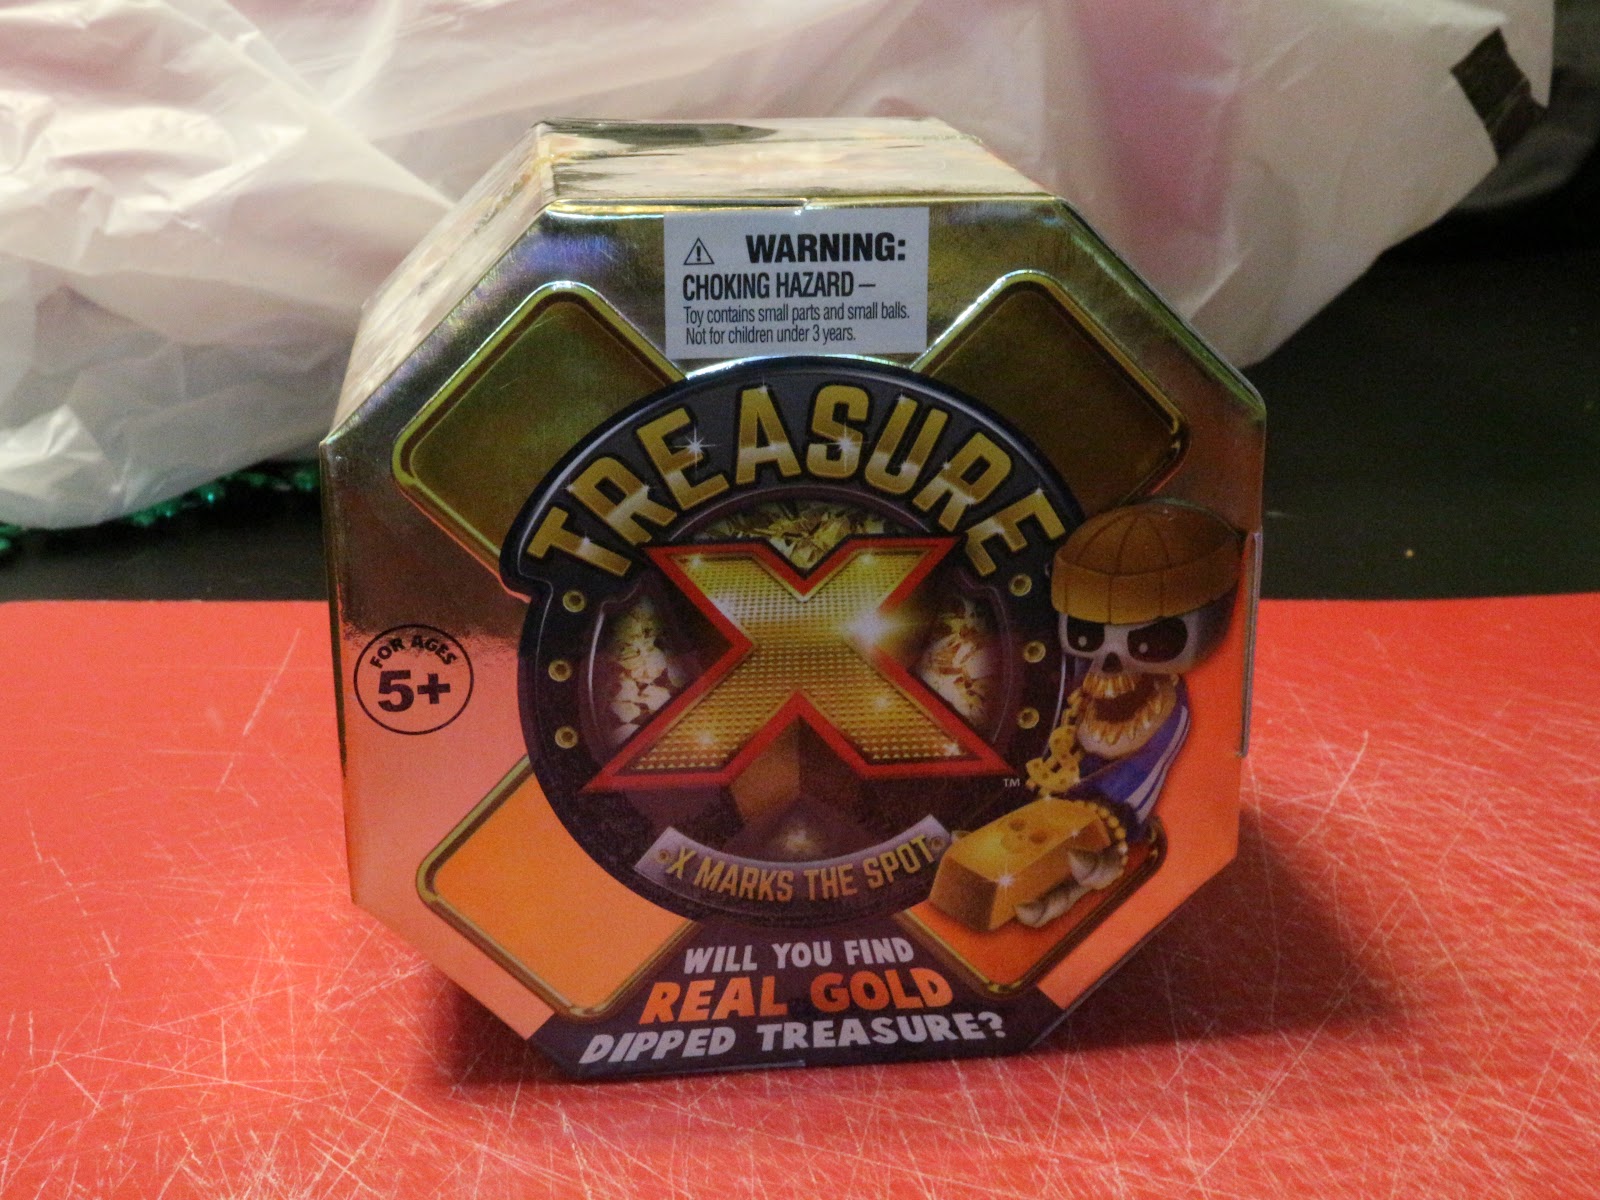 ⚠ WARNING:
CHOKING HAZARD —
Toy contains small parts and small balls.
Not for children under 3 years.
TREASURE
X
TM
X MARKS THE SPOT
FOR AGES
5+
WILL YOU FIND
REAL GOLD
DIPPED TREASURE?